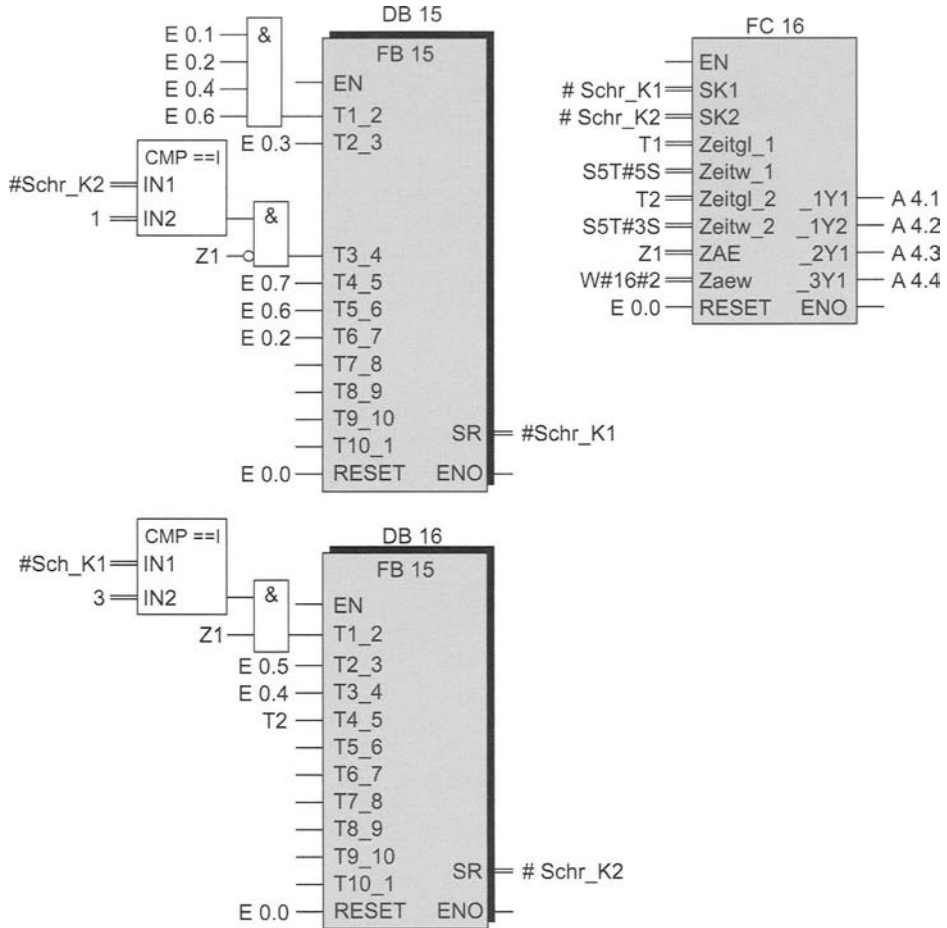 DB 15
FB 15
E 0.1
&
E 0.2
E 0.4
E 0.6
EN
T1_2
E 0.3
T2_3
CMP ==I
#Schr_K2
IN1
1
IN2
&
Z1
T3_4
E 0.7
T4_5
E 0.6
T5_6
E 0.2
T6_7
T7_8
T8_9
T9_10
T10_1
SR
#Schr_K1
E 0.0
RESET
ENO
FC 16
EN
# Schr_K1
SK1
# Schr_K2
SK2
T1
Zeitgl_1
S5T#5S
Zeitw_1
T2
Zeitgl_2
_1Y1
A 4.1
S5T#3S
Zeitw_2
_1Y2
A 4.2
Z1
ZAE
_2Y1
A 4.3
W#16#2
Zaew
_3Y1
A 4.4
E 0.0
RESET
ENO
DB 16
FB 15
CMP ==I
#Sch_K1
IN1
3
IN2
&
EN
Z1
T1_2
E 0.5
T2_3
E 0.4
T3_4
T2
T4_5
T5_6
T6_7
T7_8
T8_9
T9_10
T10_1
SR
# Schr_K2
E 0.0
RESET
ENO